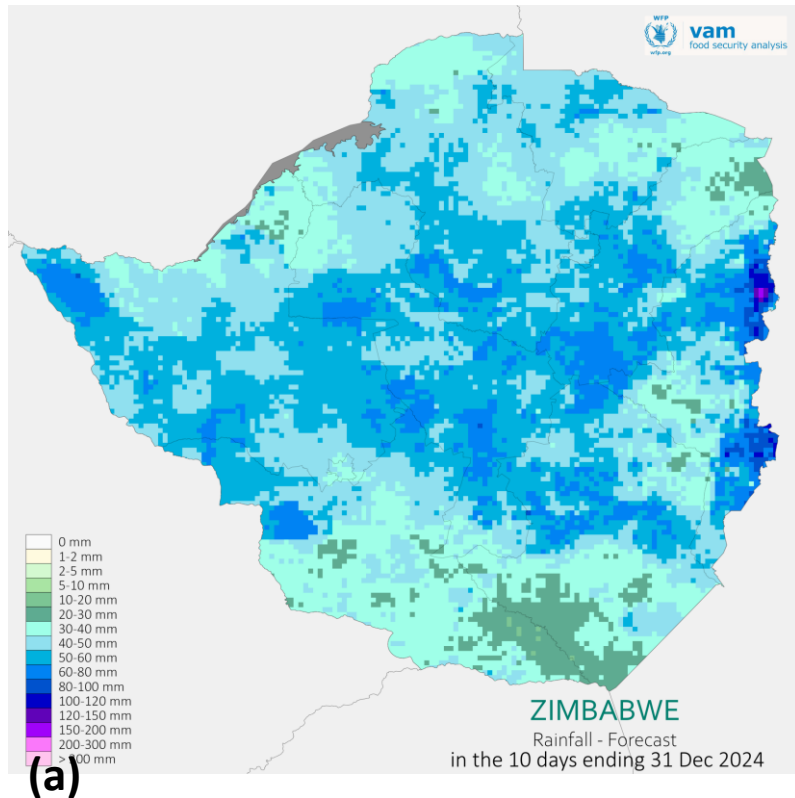 WFP
wfp.org
vam
food security analysis
0 mm
1-2 mm
2-5 mm
5-10 mm
10-20 mm
20-30 mm
30-40 mm
40-50 mm
50-60 mm
60-80 mm
80-100 mm
100-120 mm
120-150 mm
150-200 mm
200-300 mm
ZIMBABWE
Rainfall - Forecast
in the 10 days ending 31 Dec 2024
(a)